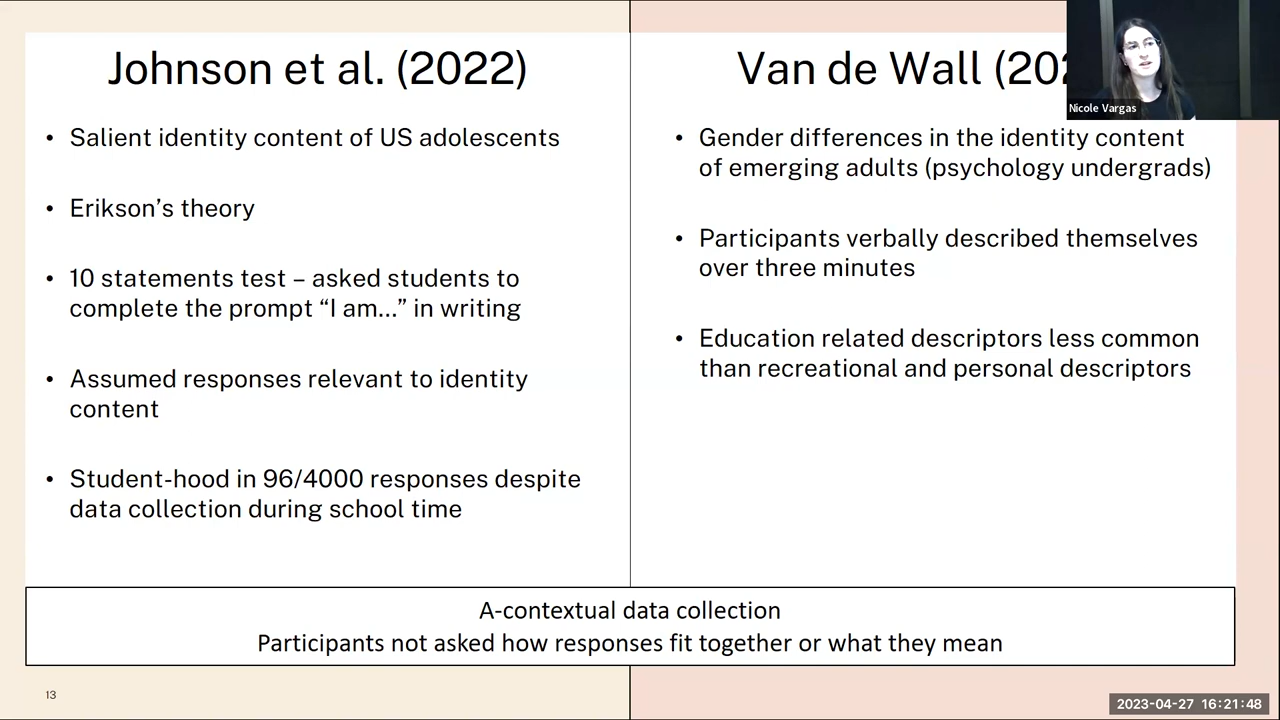 Johnson et al. (2022)
• Salient identity content of US adolescents
• Erikson’s theory
• 10 statements test – asked students to
complete the prompt “I am…” in writing
• Assumed responses relevant to identity
content
• Student-hood in 96/4000 responses despite
data collection during school time
Van de Wall (202
Nicole Vargas
• Gender differences in the identity content
of emerging adults (psychology undergrads)
• Participants verbally described themselves
over three minutes
• Education related descriptors less common
than recreational and personal descriptors
A-contextual data collection
Participants not asked how responses fit together or what they mean
13
2023-04-27 16:21:48